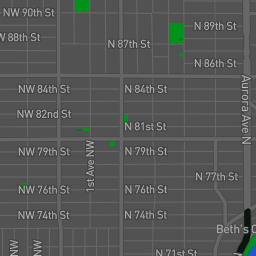 NW 90th St
N 89th St
NW 88th St
N 87th St
N 86th St
NW 84th St
N 84th St
Aurora Ave N
NW 82nd St
N 81st St
NW 79th St
N 79th St
1st Ave NW
N 77th St
NW 76th St
N 76th St
NW 74th St
N 74th St
Beth's C
NW
NW
N 71st St